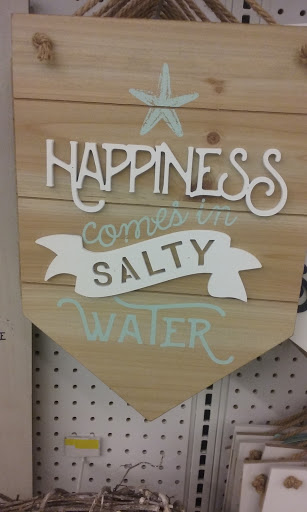 HAPPINESS
comes in
SALTY
WATER